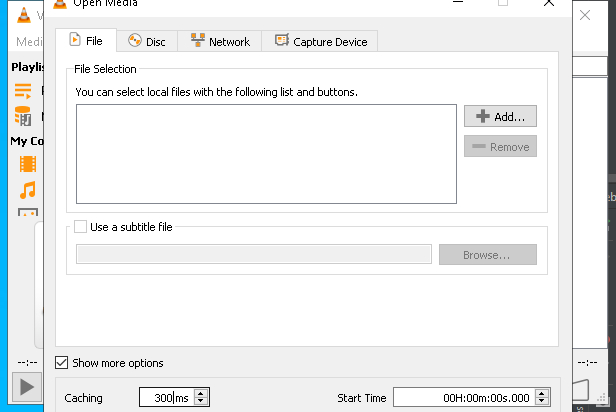 Open Media
V
Medi
File
Disc
Network
Capture Device
Playlis
File Selection
You can select local files with the following list and buttons.
Add...
Remove
My Co
Use a subtitle file
Browse...
--:--
Show more options
--:--
Caching
300 ms
Start Time
00H:00m:00s.000